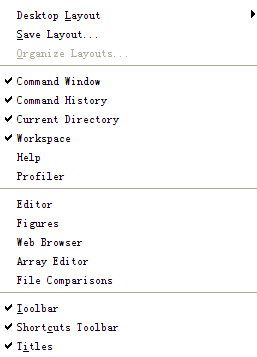 Desktop Layout
Save Layout...
Organize Layouts...
Command Window
Command History
Current Directory
Workspace
Help
Profiler
Editor
Figures
Web Browser
Array Editor
File Comparisons
Toolbar
Shortcuts Toolbar
Titles